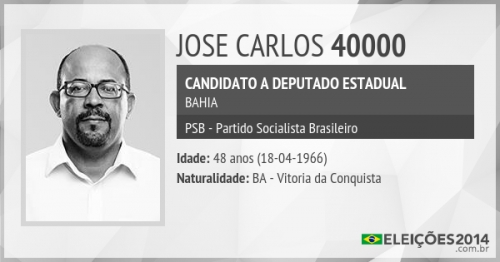 JOSE CARLOS 40000
CANDIDATO A DEPUTADO ESTADUAL
BAHIA
PSB - Partido Socialista Brasileiro
Idade: 48 anos (18-04-1966)
Naturalidade: BA - Vitoria da Conquista
ELEIÇÕES2014
.com.br